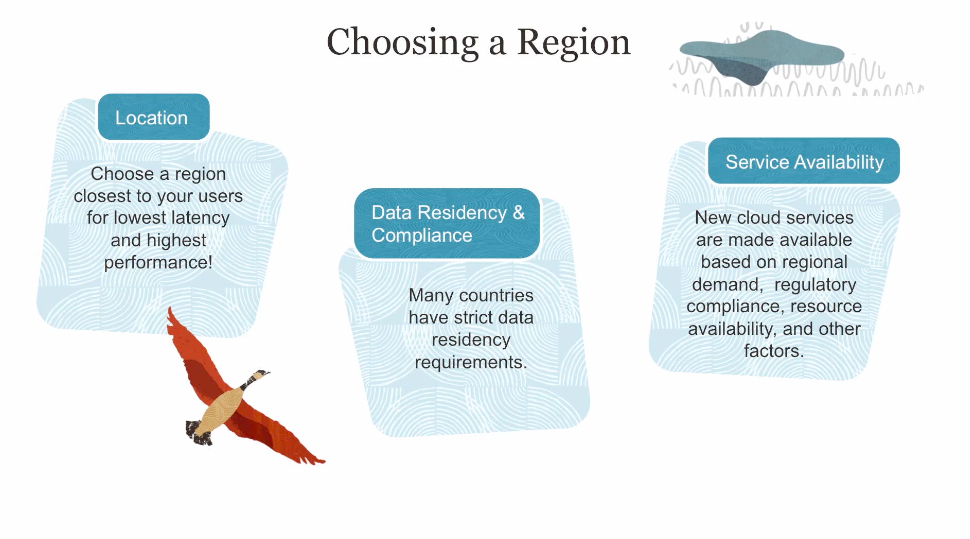 Choosing a Region
Location
Choose a region
closest to your users
for lowest latency
and highest
performance!
Data Residency &
Compliance
Many countries
have strict data
residency
requirements.
Service Availability
New cloud services
are made available
based on regional
demand,  regulatory
compliance, resource
availability, and other
factors.